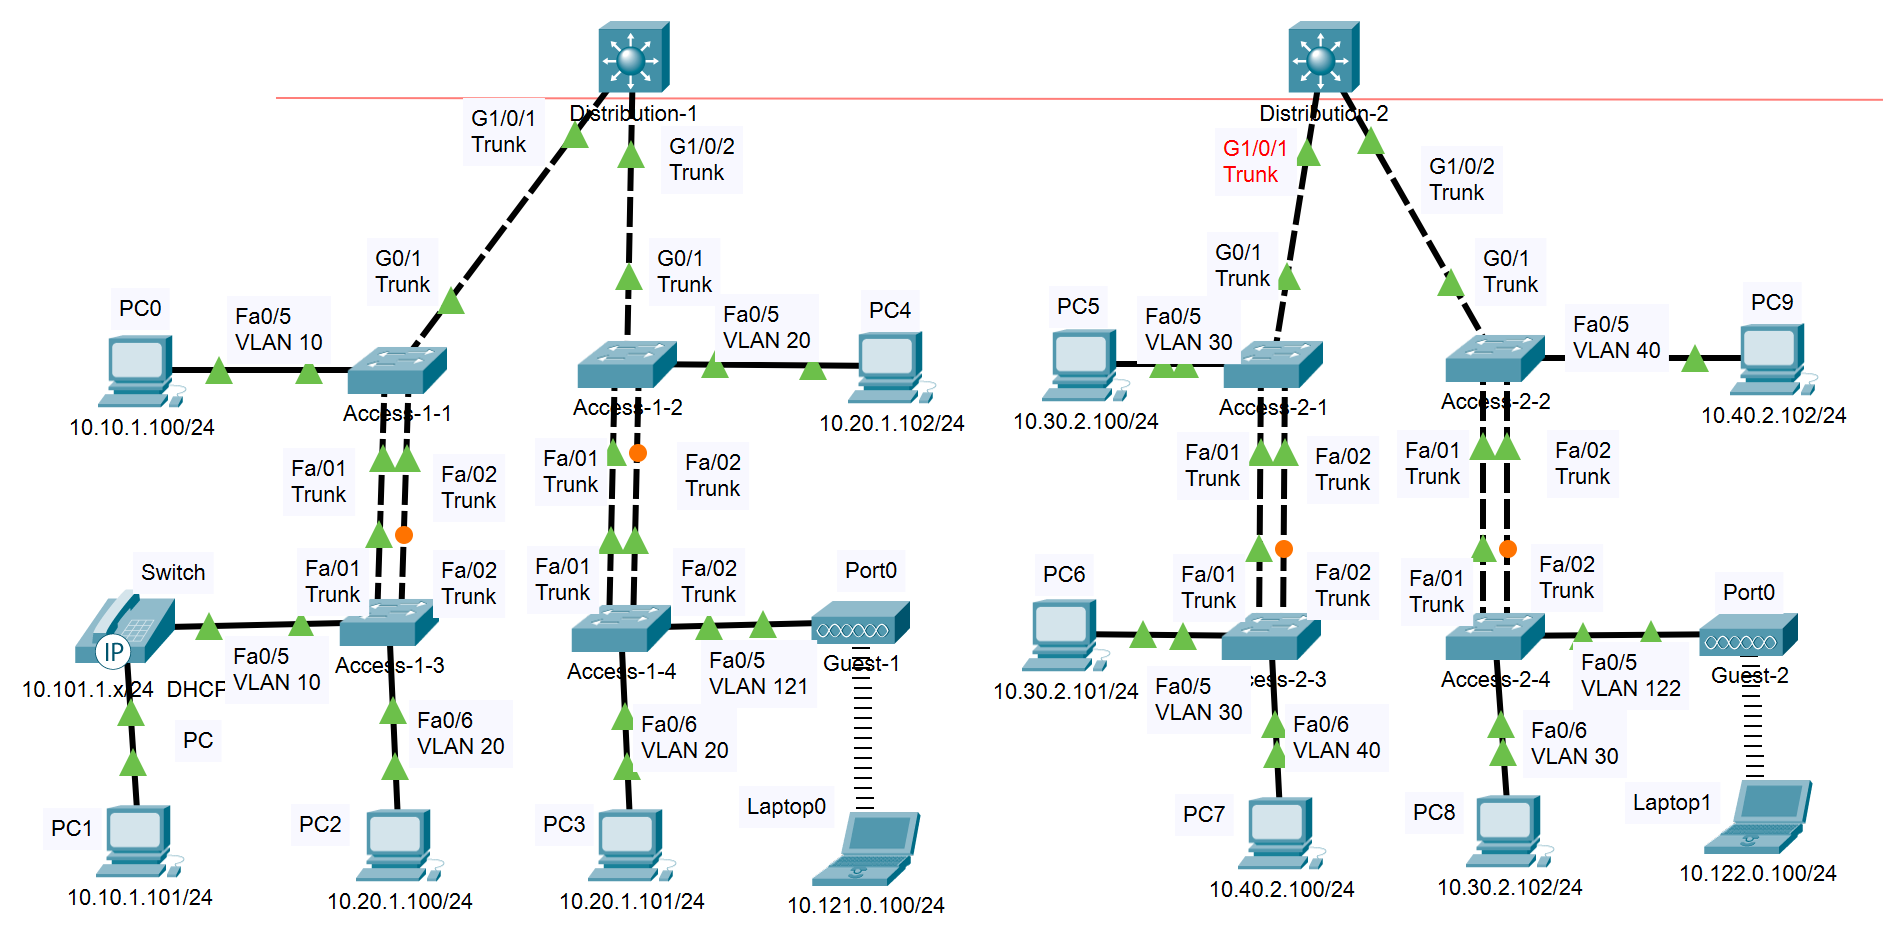 Distribution-1
Distribution-2
G1/0/1
Trunk
G1/0/2
Trunk
G1/0/1
Trunk
G1/0/2
Trunk
G0/1
Trunk
G0/1
Trunk
G0/1
Trunk
G0/1
Trunk
PC0
Fa0/5
VLAN 10
Fa0/5
VLAN 20
PC4
PC5
Fa0/5
VLAN 30
Fa0/5
VLAN 40
PC9
10.10.1.100/24
Access-1-1
Access-1-2
10.20.1.102/24
10.30.2.100/24
Access-2-1
Access-2-2
10.40.2.102/24
Fa/01
Trunk
Fa/02
Trunk
Fa/01
Trunk
Fa/02
Trunk
Fa/01
Trunk
Fa/02
Trunk
Fa/01
Trunk
Fa/02
Trunk
Switch
Fa/01
Trunk
Fa/02
Trunk
Fa/01
Trunk
Fa/02
Trunk
Port0
PC6
Fa/01
Trunk
Fa/02
Trunk
Fa/01
Trunk
Fa/02
Trunk
Port0
IP
10.101.1.x/24 DHCP
Fa0/5
VLAN 10
Access-1-3
Access-1-4
Fa0/5
VLAN 121
Guest-1
10.30.2.101/24
Fa0/5
VLAN 30
cess-2-3
Access-2-4
Fa0/5
VLAN 122
Guest-2
PC
Fa0/6
VLAN 20
Fa0/6
VLAN 20
Fa0/6
VLAN 40
Fa0/6
VLAN 30
PC1
PC2
PC3
Laptop0
PC7
PC8
Laptop1
10.10.1.101/24
10.20.1.100/24
10.20.1.101/24
10.121.0.100/24
10.40.2.100/24
10.30.2.102/24
10.122.0.100/24